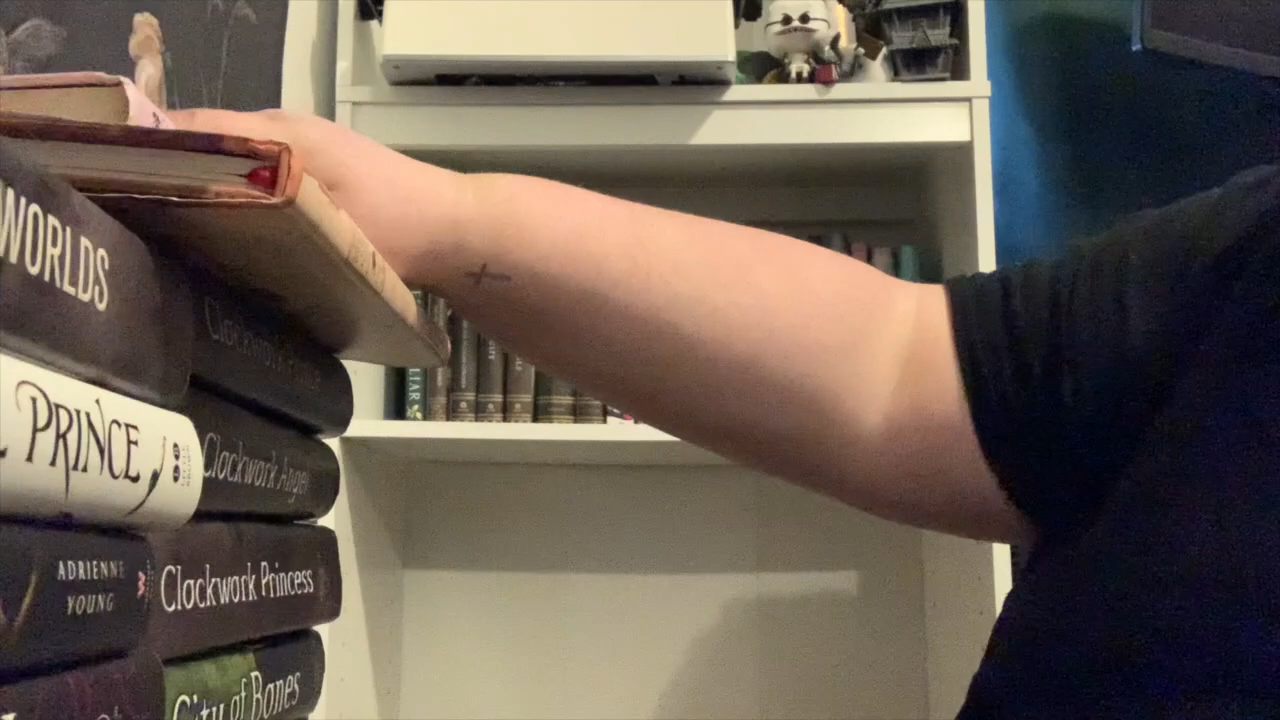 WORLDS
PRINCE
ADRIENNE
YOUNG
Clockwork Prince
Clockwork Angel
Clockwork Princess
City of Bones
LIAR